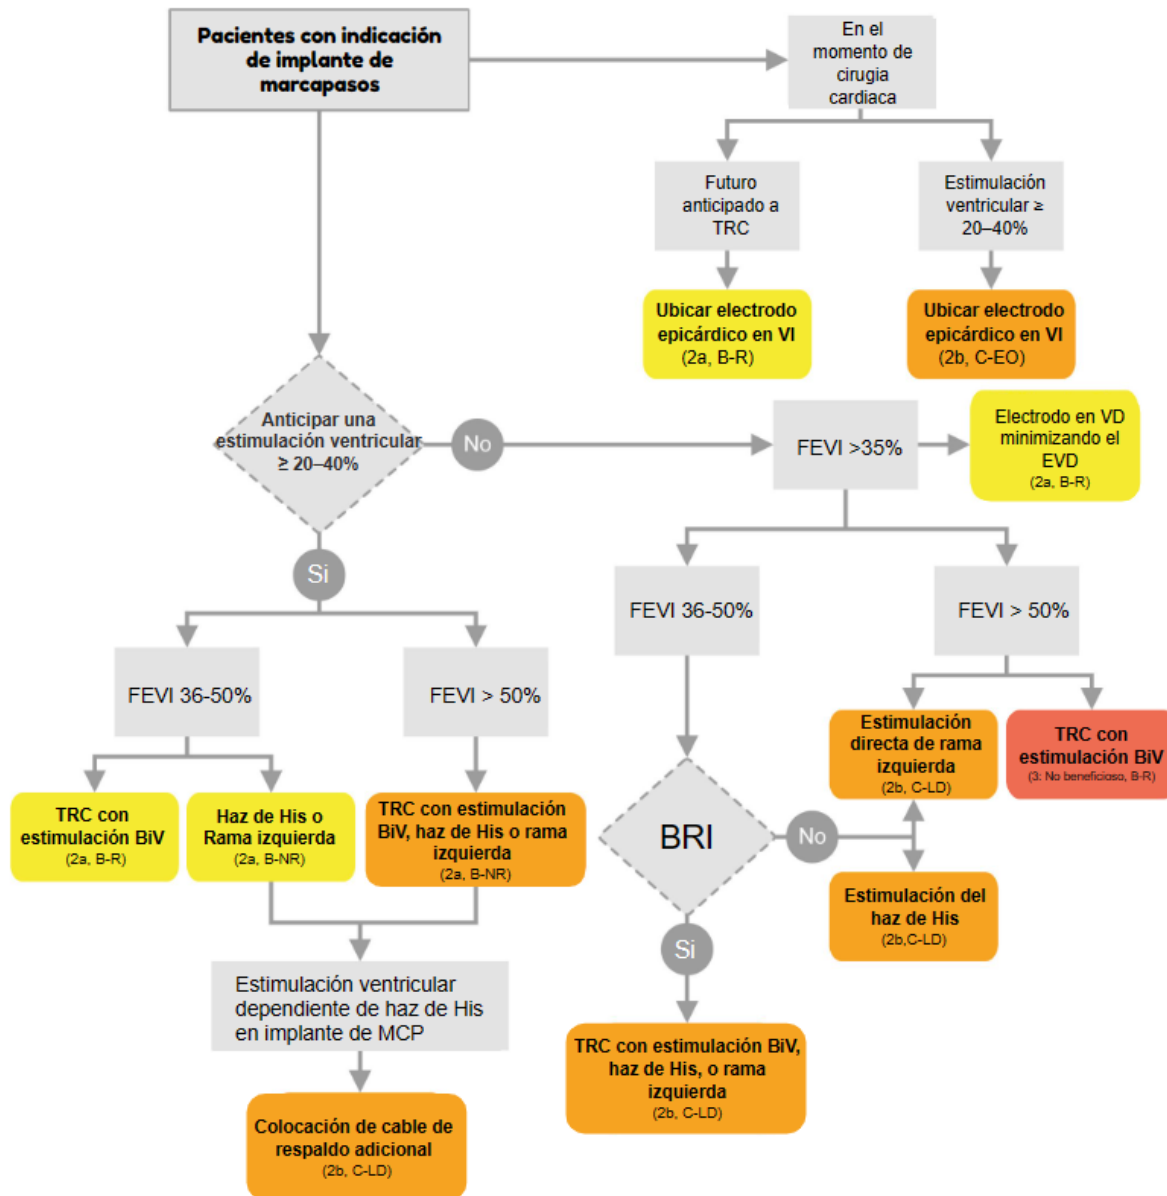 Pacientes con indicación
de implante de
marcapasos
En el
momento de
cirugia
cardiaca
Futuro
anticipado a
TRC
Estimulación
ventricular ≥
20–40%
Ubicar electrodo
epicárdico en VI
(2a, B-R)
Ubicar electrodo
epicárdico en VI
(2b, C-EO)
Anticipar una
estimulación ventricular
≥ 20–40%
No
FEVI >35%
Electrodo en VD
minimizando el
EVD
(2a, B-R)
Si
FEVI 36-50%
FEVI > 50%
FEVI 36-50%
FEVI > 50%
TRC con
estimulación BiV
(2a, B-R)
Haz de His o
Rama izquierda
(2a, B-NR)
TRC con estimulación
BiV, haz de His o rama
izquierda
(2a, B-NR)
BRI
No
Estimulación
directa de rama
izquierda
(2b, C-LD)
TRC con
estimulación BiV
(3: No beneficioso, B-R)
Estimulación del
haz de His
(2b,C-LD)
Si
Estimulación ventricular
dependiente de haz de His
en implante de MCP
TRC con estimulación BiV,
haz de His, o rama
izquierda
(2b, C-LD)
Colocación de cable de
respaldo adicional
(2b, C-LD)